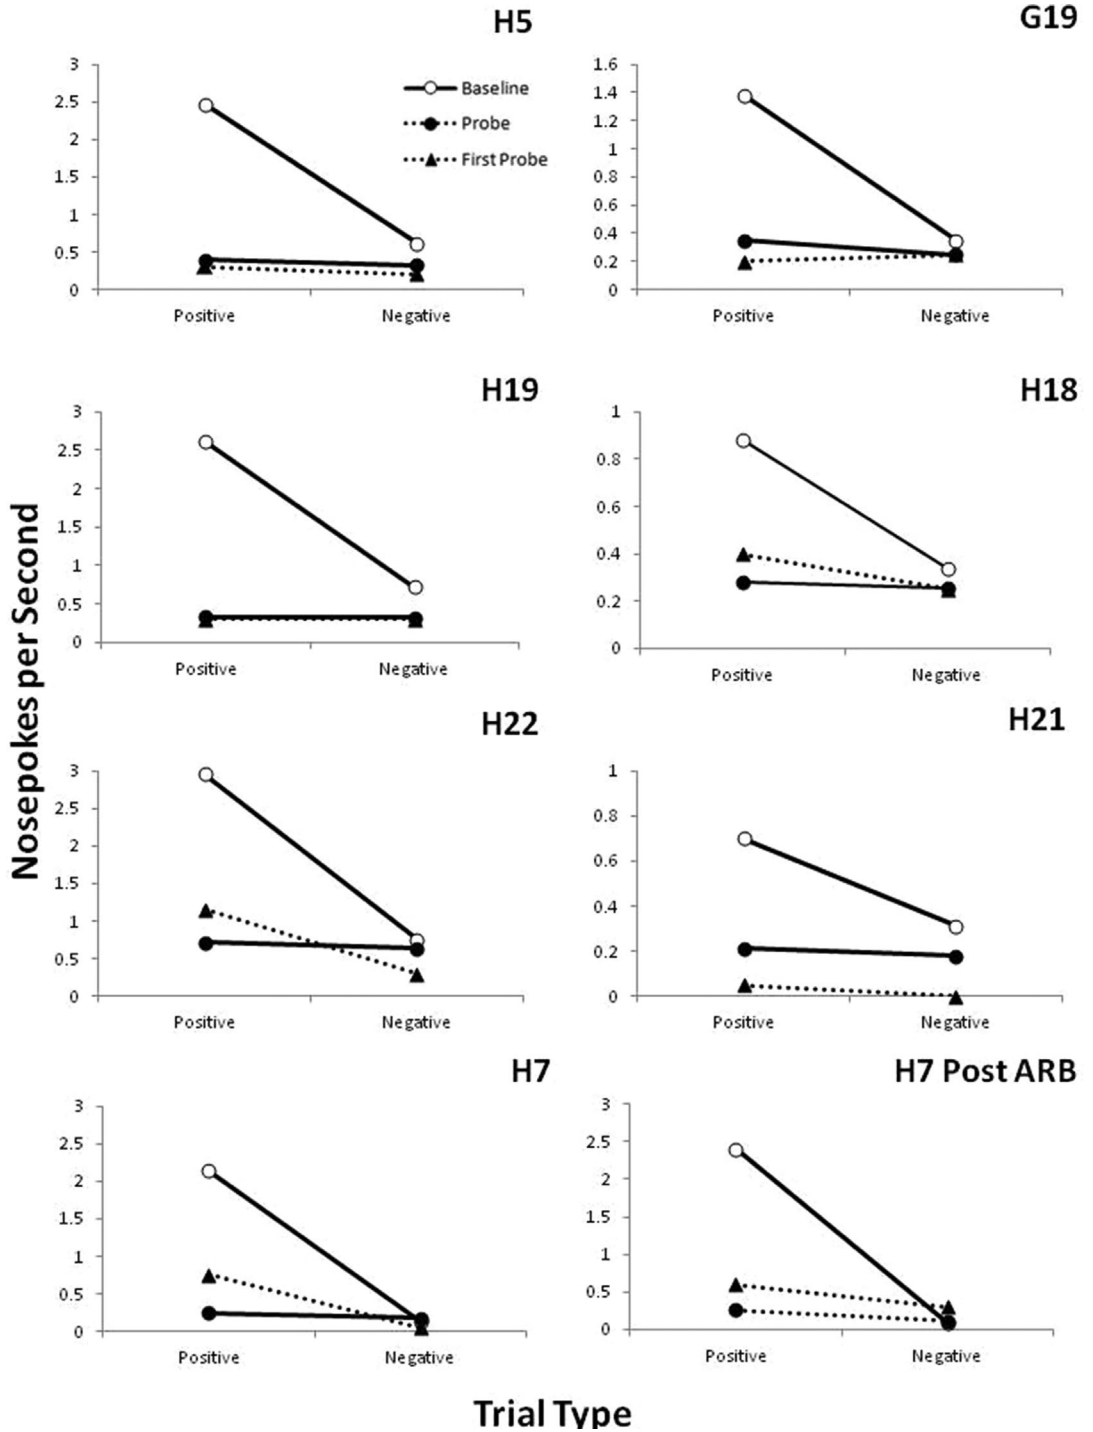 H5
G19
3
2.5
2
1.5
1
0.5
0
Baseline
Probe
First Probe
Positive
Negative
1.6
1.4
1.2
1
0.8
0.6
0.4
0.2
0
Positive
Negative
H19
H18
3
2.5
2
1.5
1
0.5
0
Positive
Negative
1
0.8
0.6
0.4
0.2
0
Positive
Negative
Nosepokes per Second
H22
H21
3
2.5
2
1.5
1
0.5
0
Positive
Negative
1
0.8
0.6
0.4
0.2
0
Positive
Negative
H7
H7 Post ARB
3
2.5
2
1.5
1
0.5
0
Positive
Negative
3
2.5
2
1.5
1
0.5
0
Positive
Negative
Trial Type